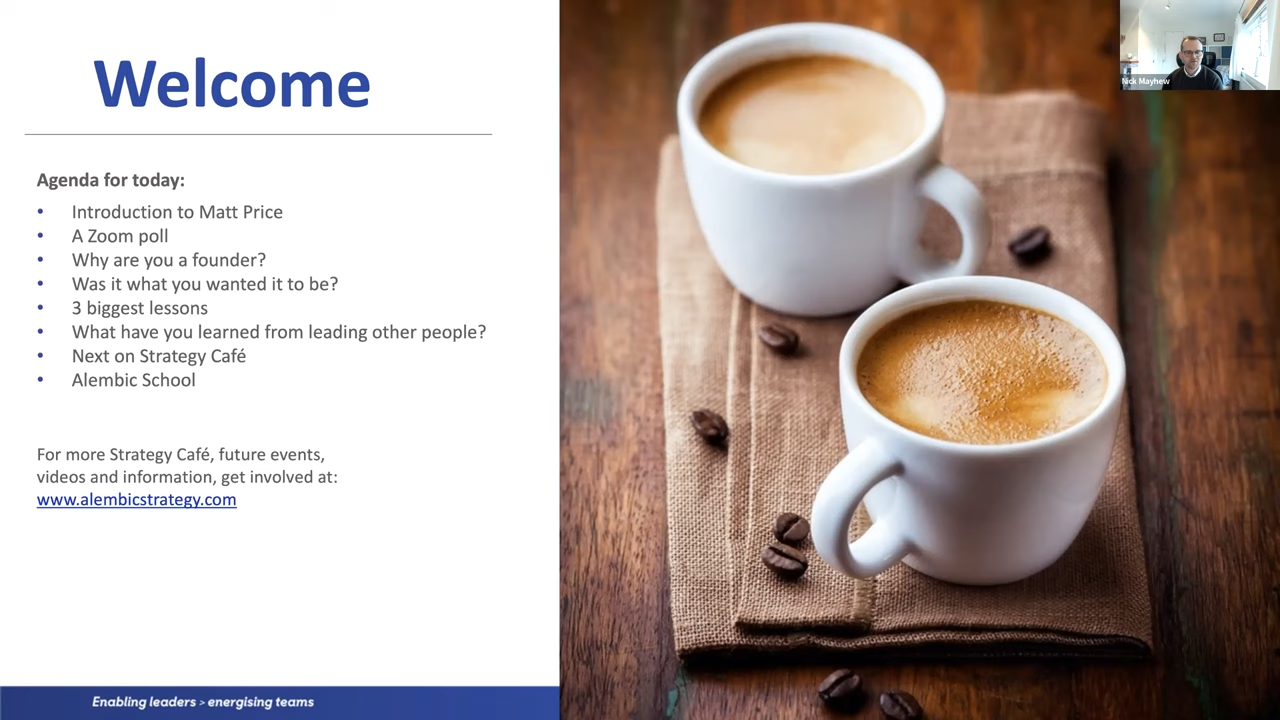 Welcome
Agenda for today:
• Introduction to Matt Price
• A Zoom poll
• Why are you a founder?
• Was it what you wanted it to be?
• 3 biggest lessons
• What have you learned from leading other people?
• Next on Strategy Café
• Alembic School
For more Strategy Café, future events,
videos and information, get involved at:
www.alembicstrategy.com
Enabling leaders > energising teams
Nick Mayhew